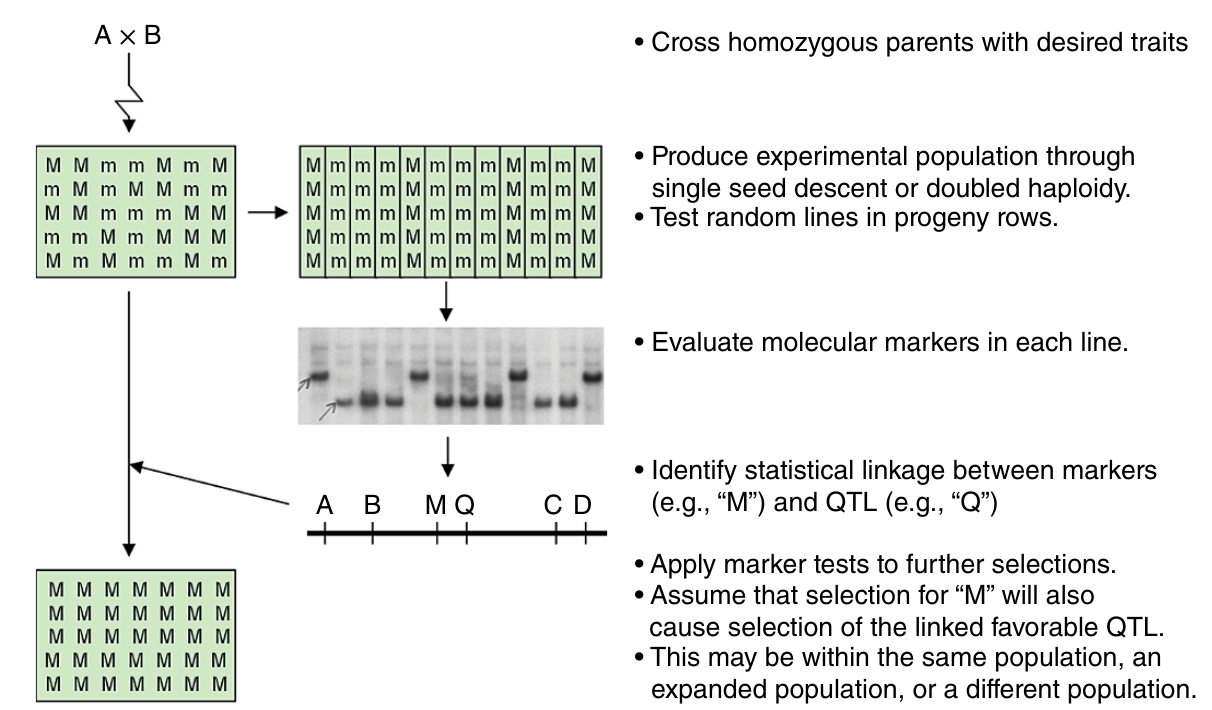 A × B
• Cross homozygous parents with desired traits
M M m m M m M
m M m M M m m
M M m m m M M
m m M m M M M
M m M m m M m
M m m m M m m m M m m M
M m m m M m m m M m m M
M m m m M m m m M m m M
M m m m M m m m M m m M
M m m m M m m m M m m M
• Produce experimental population through
single seed descent or doubled haploidy.
• Test random lines in progeny rows.
• Evaluate molecular markers in each line.
• Identify statistical linkage between markers
(e.g., “M”) and QTL (e.g., “Q”)
A B M Q C D
• Apply marker tests to further selections.
• Assume that selection for “M” will also
cause selection of the linked favorable QTL.
• This may be within the same population, an
expanded population, or a different population.
M M M M M M M
M M M M M M M
M M M M M M M
M M M M M M M
M M M M M M M